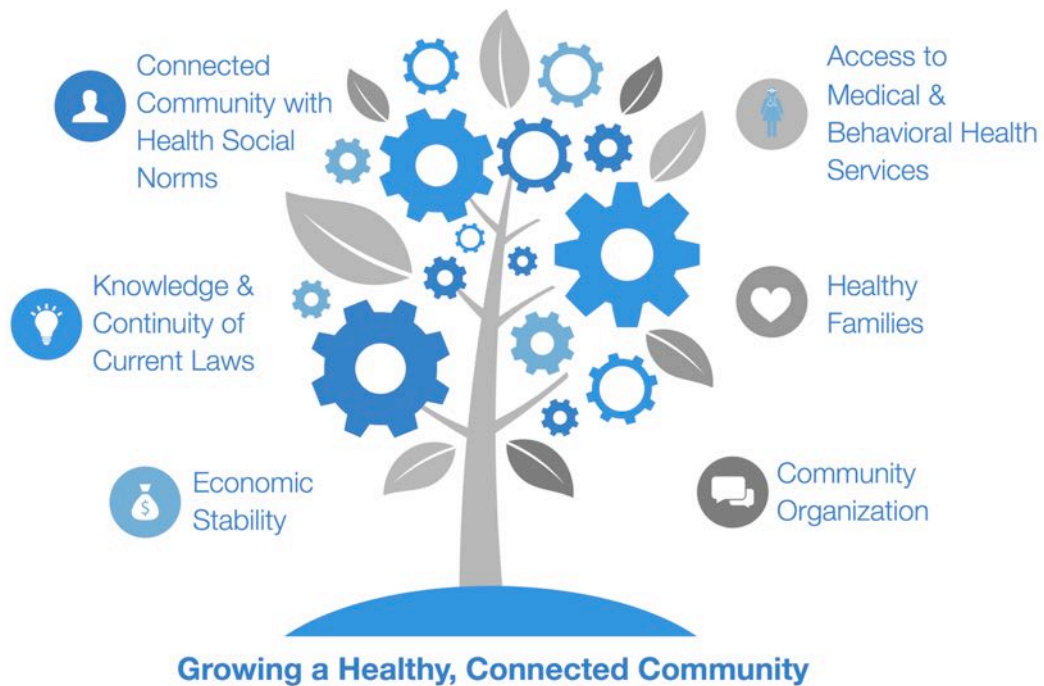 Connected
Community with
Health Social
Norms
Knowledge &
Continuity of
Current Laws
Economic
Stability
$
Access to
Medical &
Behavioral Health
Services
Healthy
Families
Community
Organization
Growing a Healthy, Connected Community